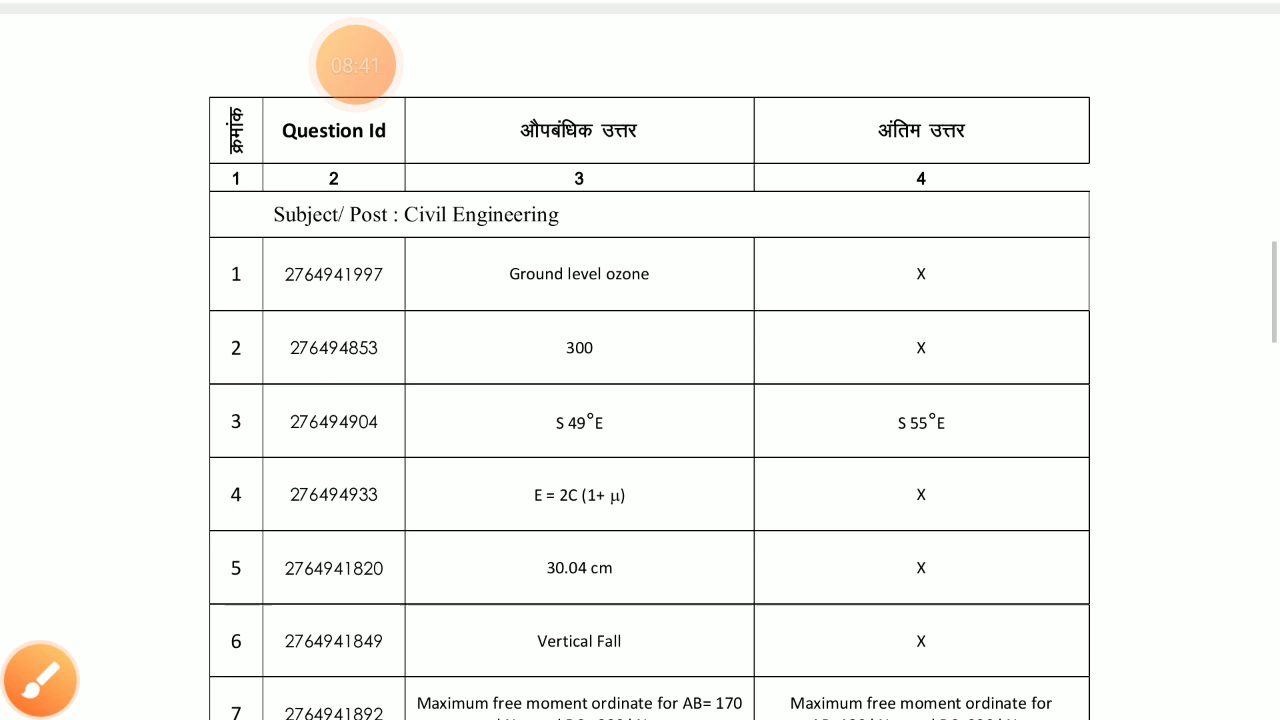 08:41
क्रमांक Question Id औपबंधिक उत्तर अंतिम उत्तर
1 2 3 4
Subject/ Post : Civil Engineering
1 2764941997 Ground level ozone X
2 276494853 300 X
3 276494904 S 49°E S 55°E
4 276494933 E = 2C (1+ μ) X
5 2764941820 30.04 cm X
6 2764941849 Vertical Fall X
7 2764941892 Maximum free moment ordinate for AB= 170 Maximum free moment ordinate for